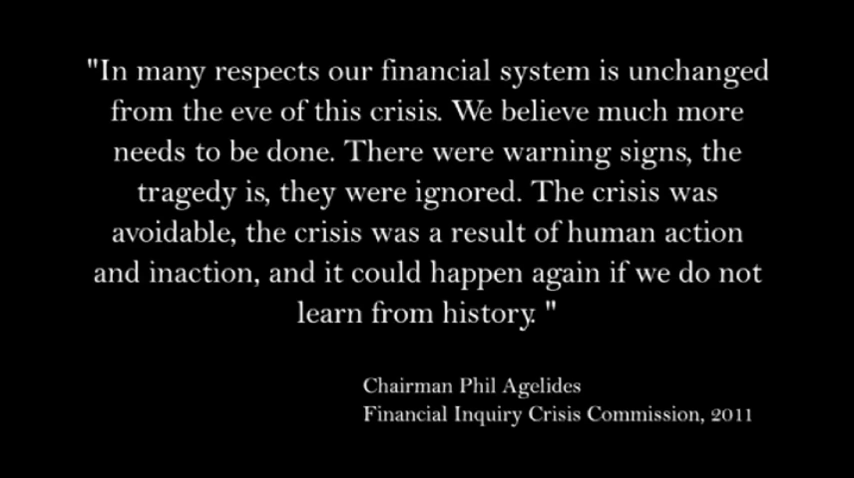 "In many respects our financial system is unchanged
from the eve of this crisis. We believe much more
needs to be done. There were warning signs, the
tragedy is, they were ignored. The crisis was
avoidable, the crisis was a result of human action
and inaction, and it could happen again if we do not
learn from history. "
Chairman Phil Agelides
Financial Inquiry Crisis Commission, 2011